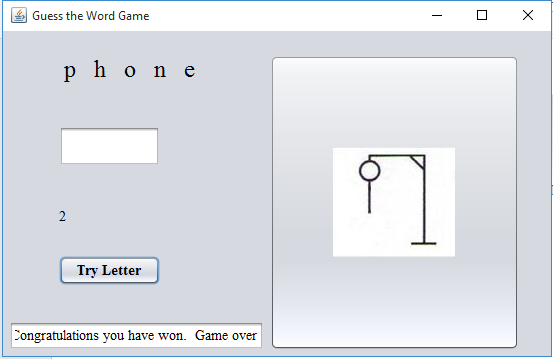 Guess the Word Game
p h o n e
2
Try Letter
Congratulations you have won. Game over